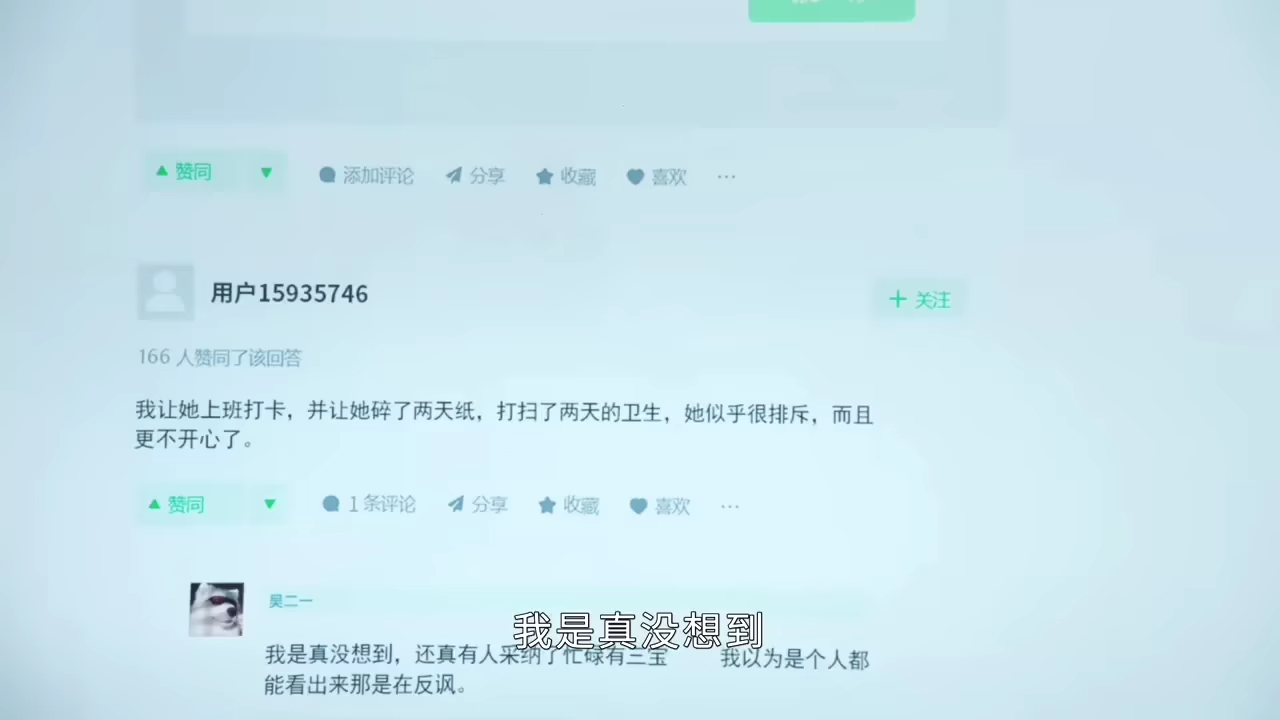 赞同 添加评论 分享 收藏 喜欢 ···
用户15935746
+ 关注
166 人赞同了该回答
我让她上班打卡，并让她碎了两天纸，打扫了两天的卫生，她似乎很排斥，而且
更不开心了。
赞同 1 条评论 分享 收藏 喜欢 ···
吴二一
我是真没想到
我是真没想到，还真有人采纳了忙碌有三宝 我以为是个人都
能看出来那是在反讽。